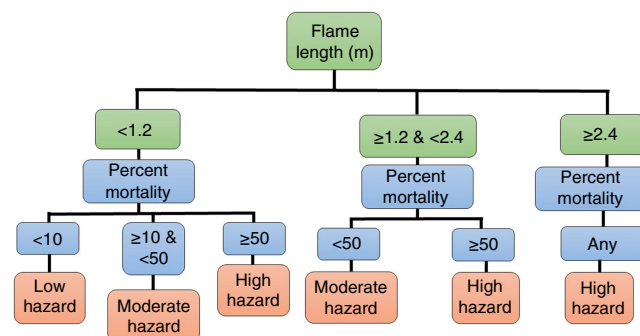 Flame
length (m)
<1.2
≥1.2 & <2.4
≥2.4
Percent
mortality
Percent
mortality
Percent
mortality
<10
≥10 &
<50
≥50
<50
≥50
Any
Low
hazard
Moderate
hazard
High
hazard
Moderate
hazard
High
hazard
High
hazard